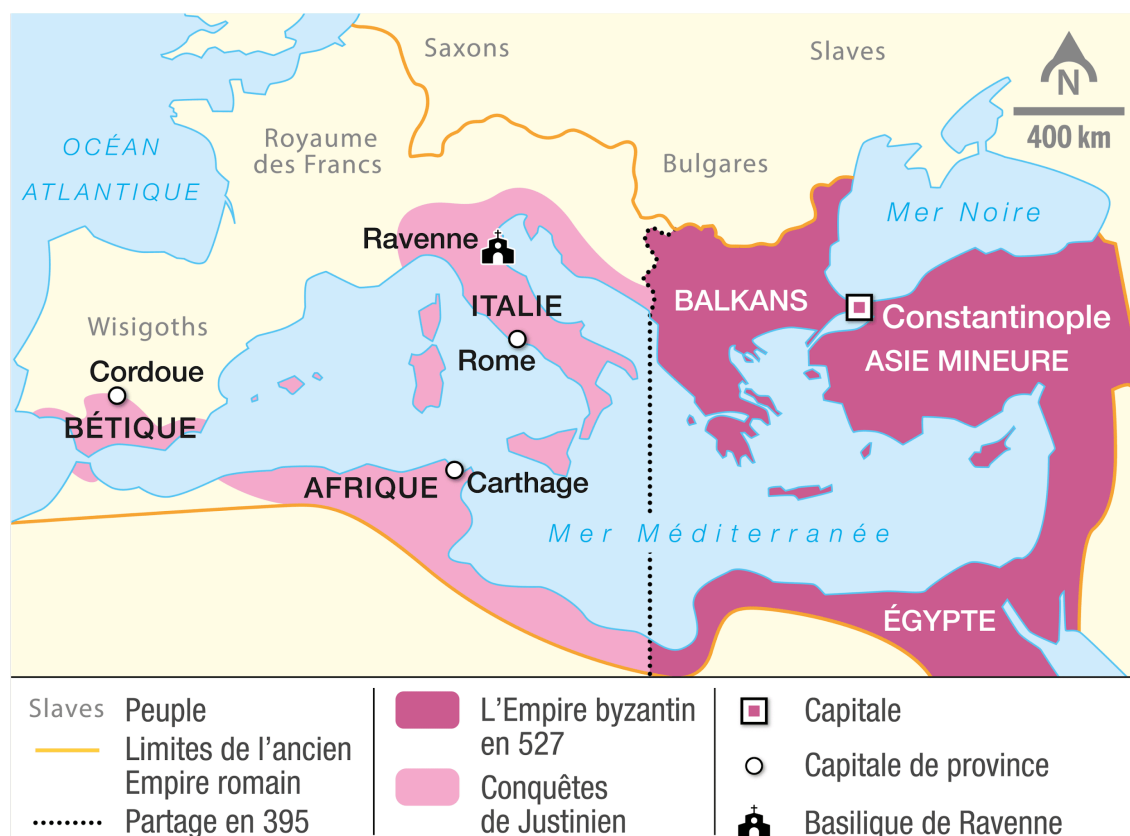 Saxons
Slaves
N
400 km
OCÉAN
ATLANTIQUE
Royaume
des Francs
Bulgares
Mer Noire
Ravenne
ITALIE
BALKANS
Constantinople
Wisigoths
Rome
ASIE MINEURE
Cordoue
BÉTIQUE
AFRIQUE
Carthage
Mer Méditerranée
ÉGYPTE
Slaves Peuple
Limites de l'ancien
Empire romain
Partage en 395
L'Empire byzantin
en 527
Conquêtes
de Justinien
Capitale
Capitale de province
Basilique de Ravenne